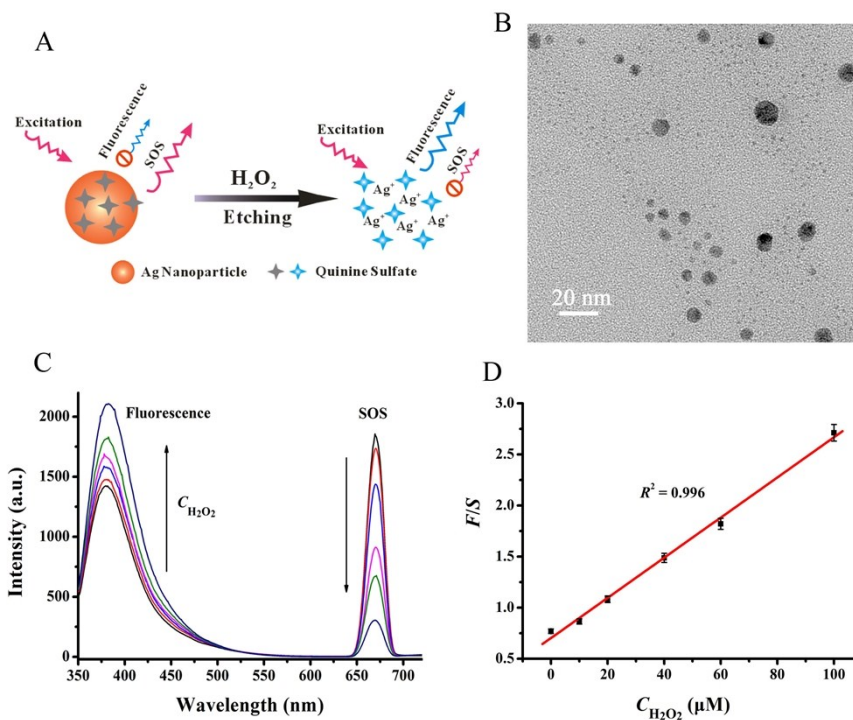 A
Excitation
Fluorescence
SOS
H2O2
Etching
Excitation
Fluorescence
SOS
Ag+
Ag+
Ag+
Ag+
Ag+
Ag+
Ag Nanoparticle
Quinine Sulfate
B
20 nm
C
Fluorescence
SOS
C H2O2
Intensity (a.u.)
2000
1500
1000
500
0
350 400 450 500 550 600 650 700
Wavelength (nm)
D
R2 = 0.996
F/S
3.0
2.5
2.0
1.5
1.0
0.5
0 20 40 60 80 100
C H2O2 (μM)